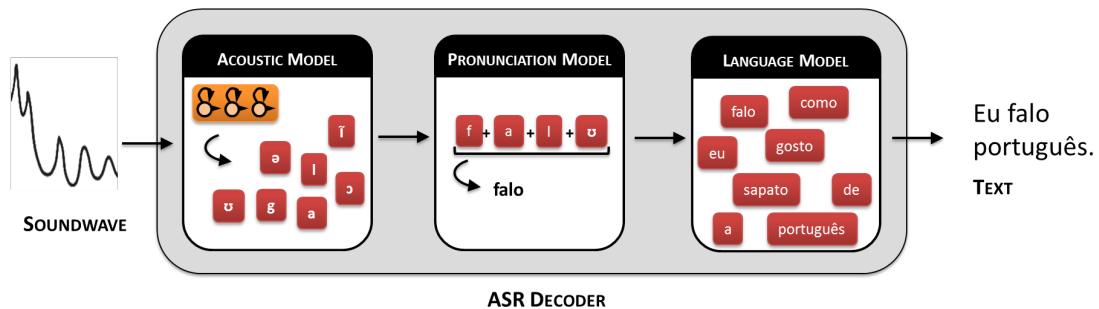 ACOUSTIC MODEL
PRONUNCIATION MODEL
LANGUAGE MODEL
ĩ
ə
l
ɔ
ʊ
g
a
f + a + l + ʊ
falo
falo
como
eu
gosto
sapato
de
a
português
SOUNDWAVE
Eu falo
português.
TEXT
ASR DECODER